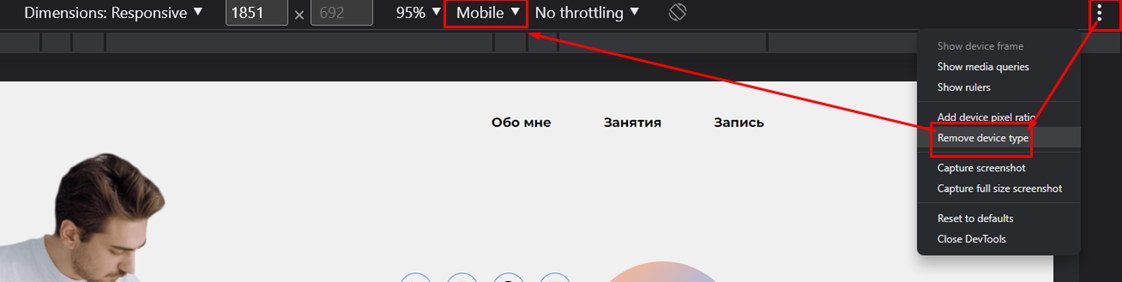 Dimensions: Responsive 1851 × 692 95% Mobile No throttling
Show device frame
Show media queries
Show rulers
Add device pixel ratio
Remove device type
Capture screenshot
Capture full size screenshot
Reset to defaults
Close DevTools
Обо мне Занятия Запись